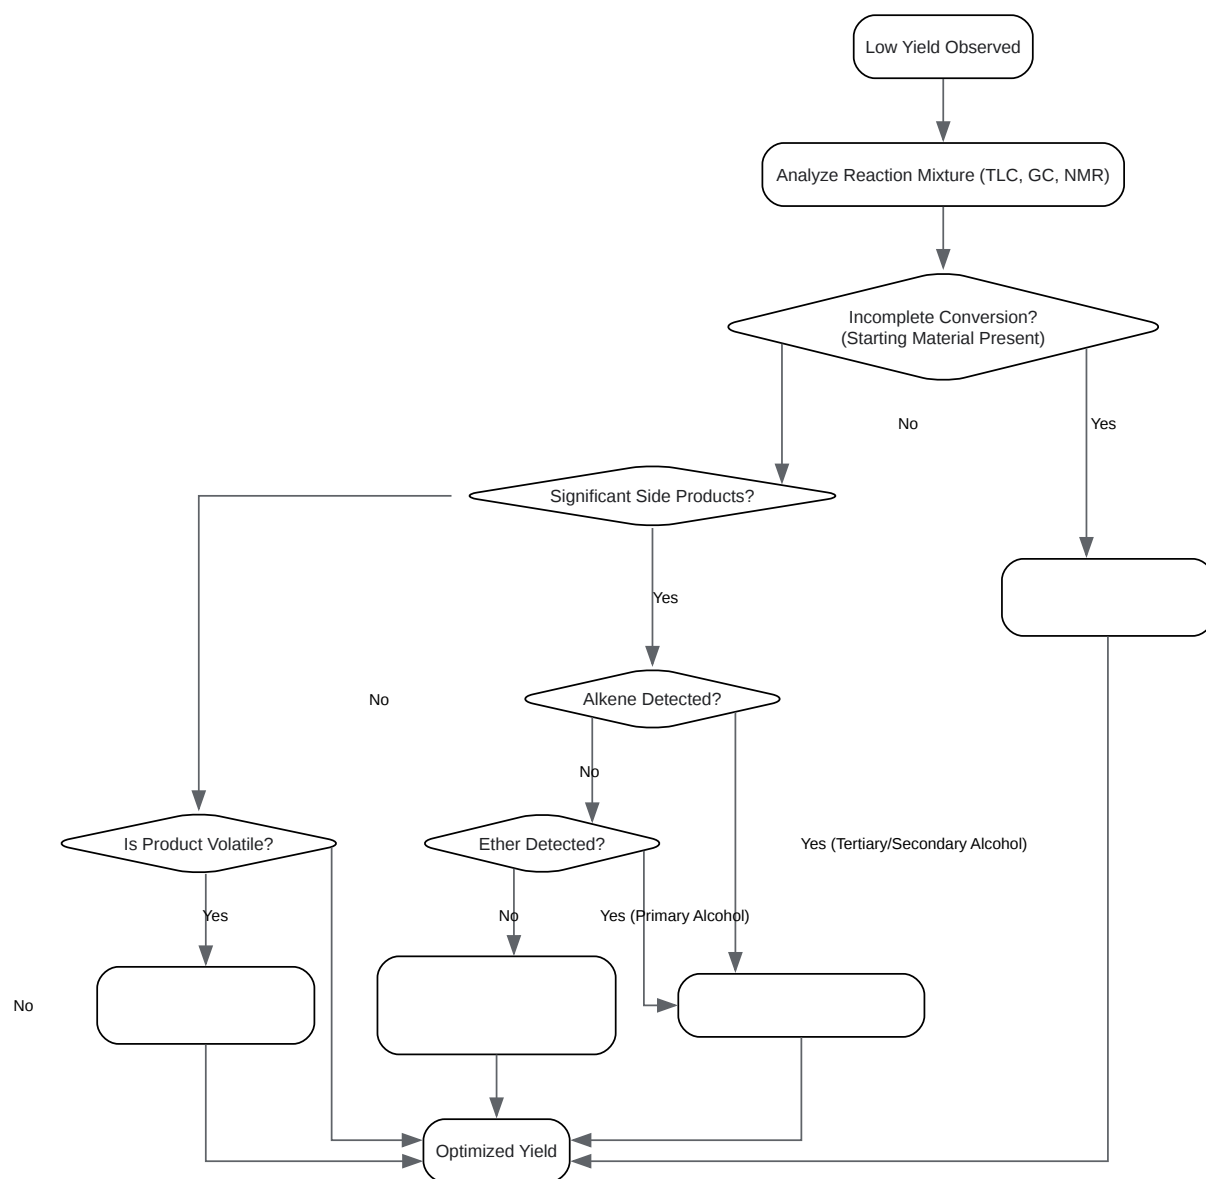 Low Yield Observed
Analyze Reaction Mixture (TLC, GC, NMR)
Incomplete Conversion?
(Starting Material Present)
No
Yes
Significant Side Products?
Yes
No
Alkene Detected?
No
Is Product Volatile?
Ether Detected?
Yes (Tertiary/Secondary Alcohol)
Yes
No
Yes (Primary Alcohol)
No
Optimized Yield